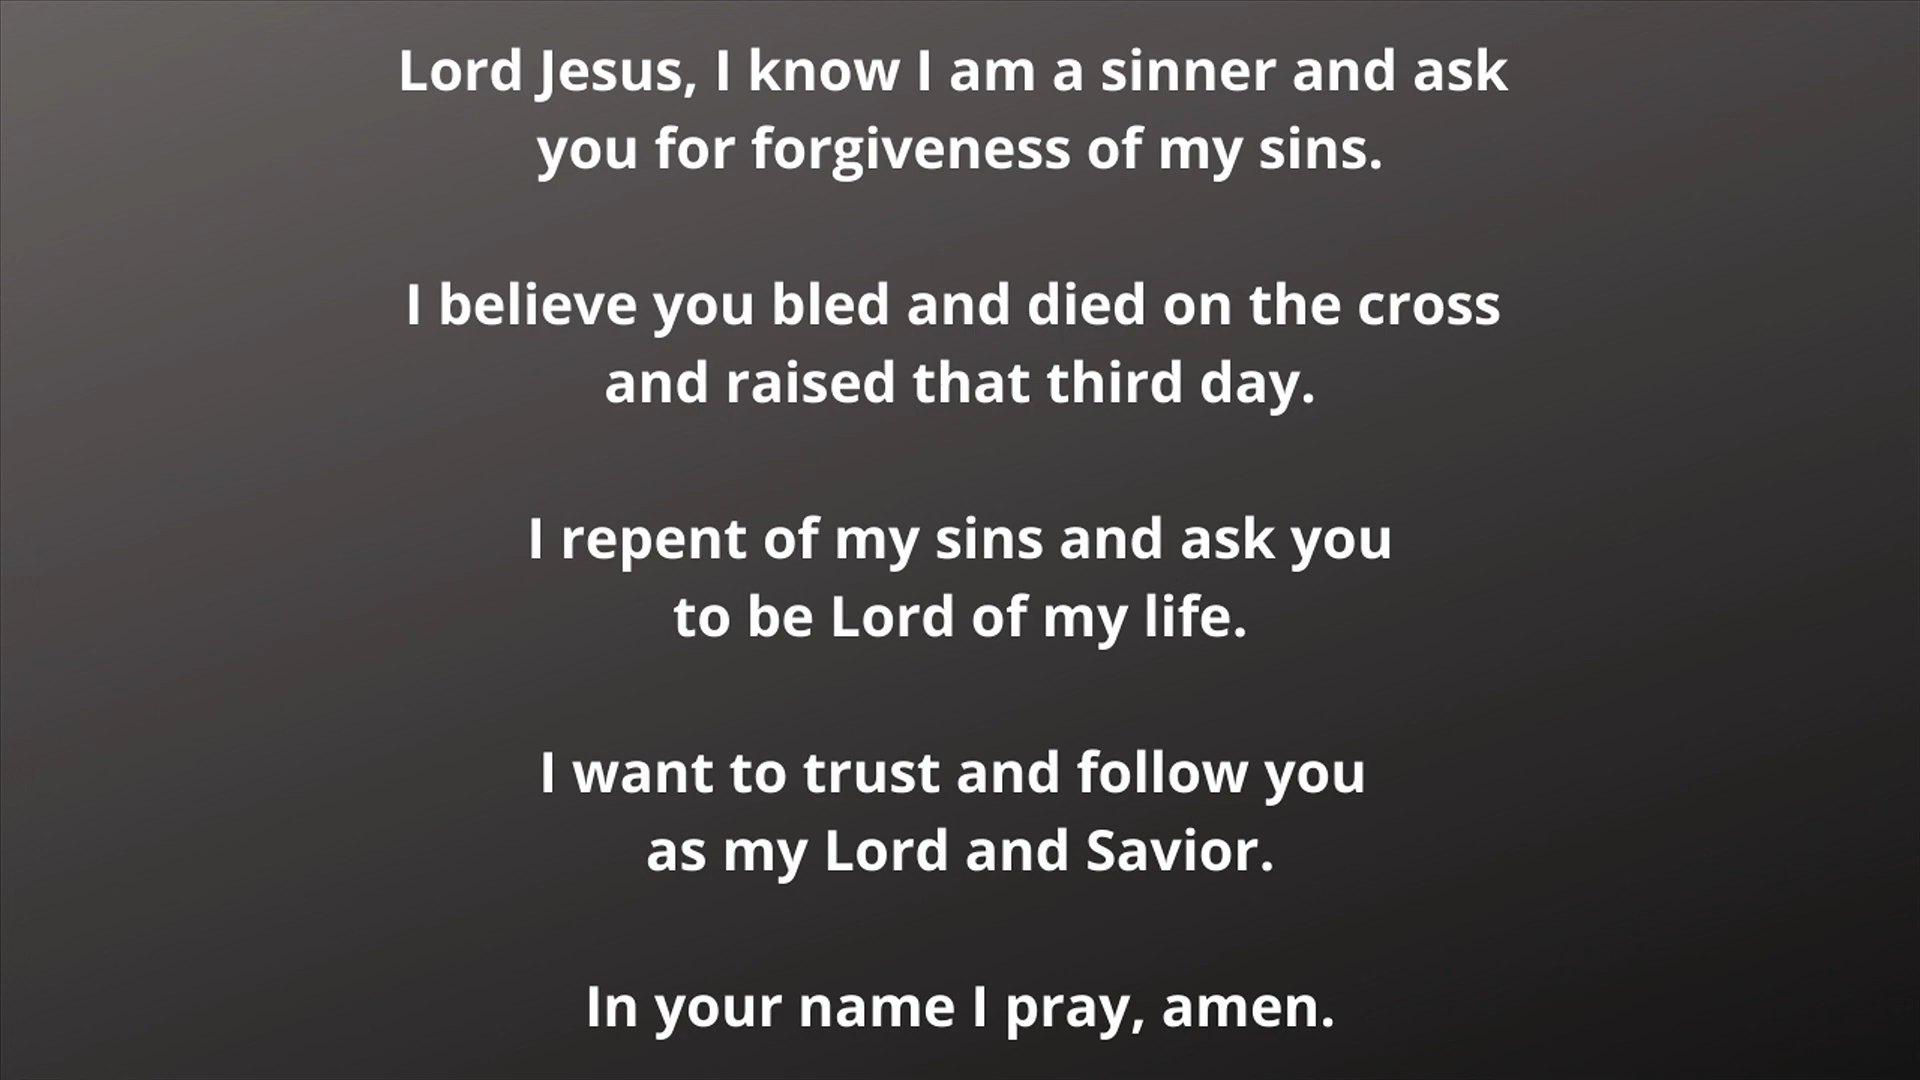 Lord Jesus, I know I am a sinner and ask
you for forgiveness of my sins.
I believe you bled and died on the cross
and raised that third day.
I repent of my sins and ask you
to be Lord of my life.
I want to trust and follow you
as my Lord and Savior.
In your name I pray, amen.